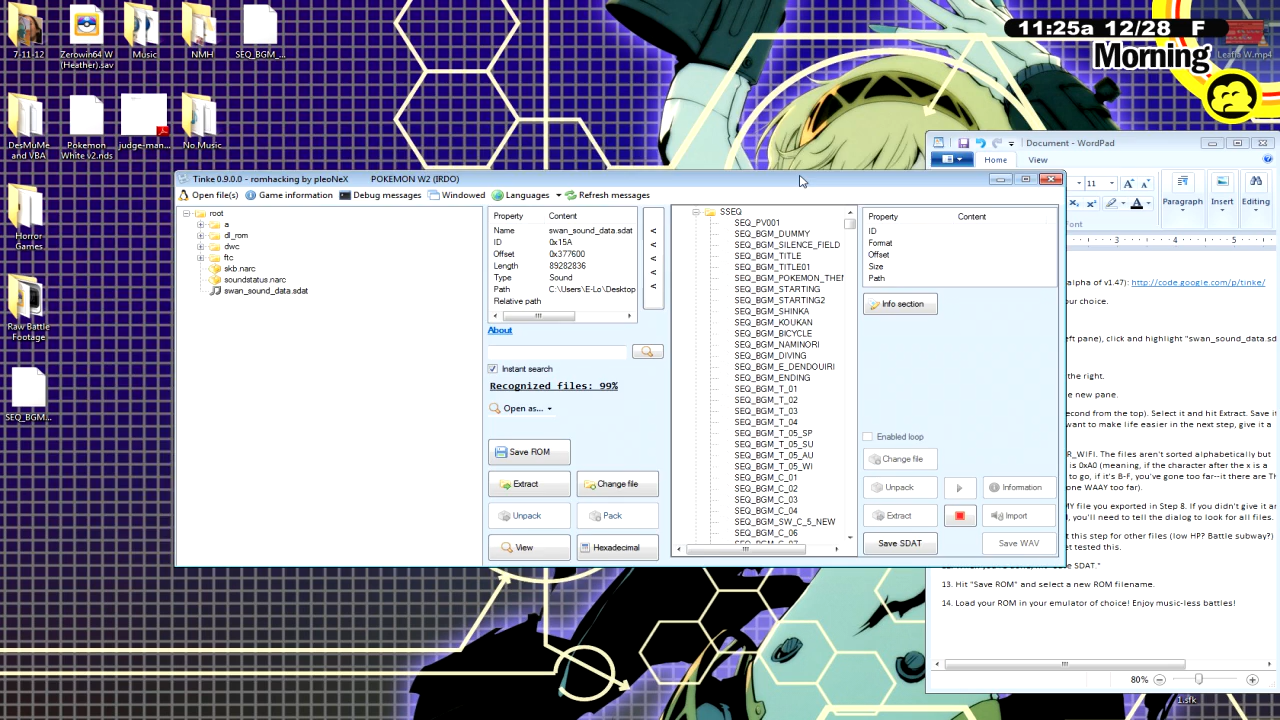 11:25a 12/28 F
Morning
7-11-12
Zerowin64 W
(Heather).sav
Music
NMH
SEQ_BGM_...
Leafia W.mp4
DesMuMe
and VBA
Pokemon
White v2.nds
judge-man...
No Music
Horror
Games
Raw Battle
Footage
SEQ_BGM...
Tinke 0.9.0.0 - romhacking by pleoNeX POKEMON W2 (IRDO)
Open file(s) Game information Debug messages Windowed Languages Refresh messages
root
a
dl_rom
dwc
ftc
skb.narc
soundstatus.narc
swan_sound_data.sdat
Property Content
Name swan_sound_data.sdat
ID 0x15A
Offset 0x377600
Length 89282836
Type Sound
Path C:\Users\E-Lo\Desktop
Relative path
About
Instant search
Recognized files: 99%
Open as...
Save ROM
Extract Change file
Unpack Pack
View Hexadecimal
<
<
<
<
<
SSEQ
SEQ_PV001
SEQ_BGM_DUMMY
SEQ_BGM_SILENCE_FIELD
SEQ_BGM_TITLE
SEQ_BGM_TITLE01
SEQ_BGM_POKEMON_THEM
SEQ_BGM_STARTING
SEQ_BGM_STARTING2
SEQ_BGM_SHINKA
SEQ_BGM_KOUKAN
SEQ_BGM_BICYCLE
SEQ_BGM_NAMINORI
SEQ_BGM_DIVING
SEQ_BGM_E_DENDOUIRI
SEQ_BGM_ENDING
SEQ_BGM_T_01
SEQ_BGM_T_02
SEQ_BGM_T_03
SEQ_BGM_T_04
SEQ_BGM_T_05_SP
SEQ_BGM_T_05_SU
SEQ_BGM_T_05_AU
SEQ_BGM_T_05_WI
SEQ_BGM_C_01
SEQ_BGM_C_02
SEQ_BGM_C_03
SEQ_BGM_C_04
SEQ_BGM_SW_C_5_NEW
SEQ_BGM_C_06
SEQ_BGM_C_07
Property Content
ID
Format
Offset
Size
Path
Info section
Enabled loop
Change file
Unpack Information
Extract Import
Save SDAT Save WAV
Document - WordPad
Home View
11 A A
Paragraph Insert Editing
Font
3 4 5
alpha of v1.47): http://code.google.com/p/tinke/
our choice.
eft pane), click and highlight "swan_sound_data.sd
the right.
e new pane.
econd from the top). Select it and hit Extract. Save it
want to make life easier in the next step, give it a
R_WIFI. The files aren't sorted alphabetically but
is 0xA0 (meaning, if the character after the x is a
to go, if it's B-F, you've gone too far--it there are TH
one WAAY too far).
MY file you exported in Step 8. If you didn't give it an
, you'll need to tell the dialog to look for all files.
t this step for other files (low HP? Battle subway?)
et tested this.
13. Hit "Save ROM" and select a new ROM filename.
14. Load your ROM in your emulator of choice! Enjoy music-less battles!
80%
1.sfk